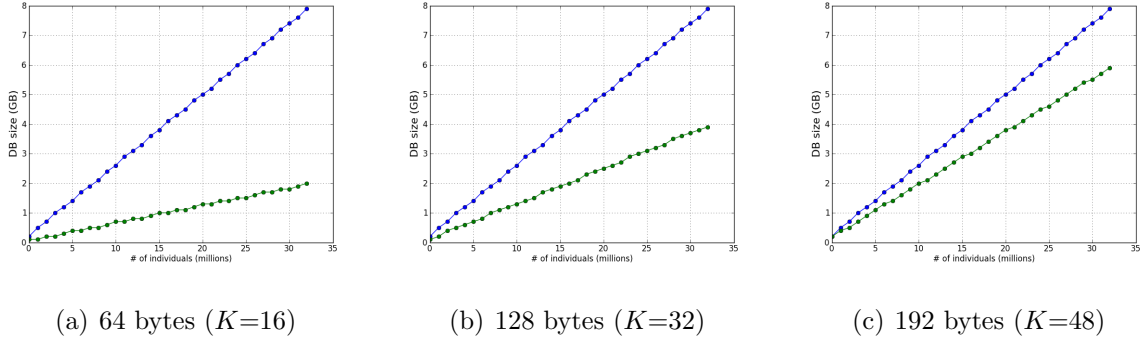 8
7
6
5
4
3
2
1
0
DB size (GB)
0 5 10 15 20 25 30 35
# of individuals (millions)
(a) 64 bytes (K=16)
8
7
6
5
4
3
2
1
0
DB size (GB)
0 5 10 15 20 25 30 35
# of individuals (millions)
(b) 128 bytes (K=32)
8
7
6
5
4
3
2
1
0
DB size (GB)
0 5 10 15 20 25 30 35
# of individuals (millions)
(c) 192 bytes (K=48)